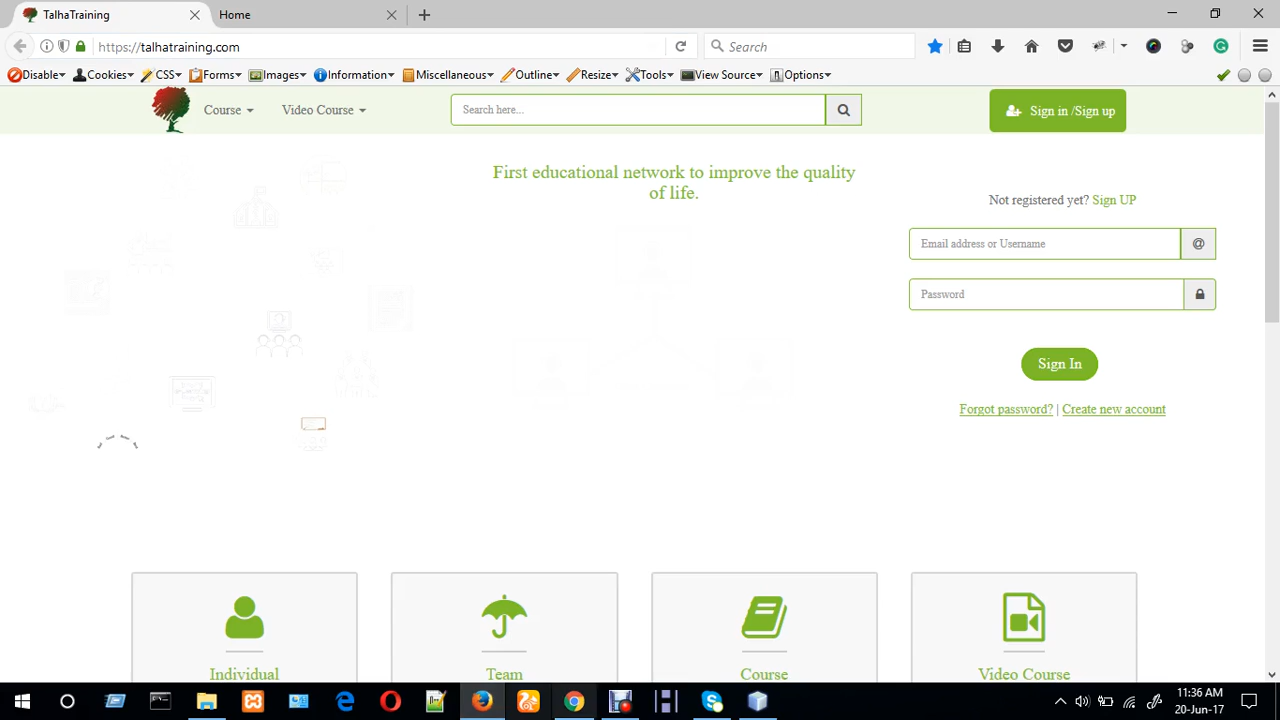 TalhaTraining
Home
https://talhatraining.com
Search
Disable
Cookies
CSS
Forms
Images
Information
Miscellaneous
Outline
Resize
Tools
View Source
Options
Course
Video Course
Search here...
Sign in /Sign up
First educational network to improve the quality
of life.
Not registered yet? Sign UP
Email address or Username
@
Password
Sign In
Forgot password? | Create new account
Individual
Team
Course
Video Course
11:36 AM
20-Jun-17